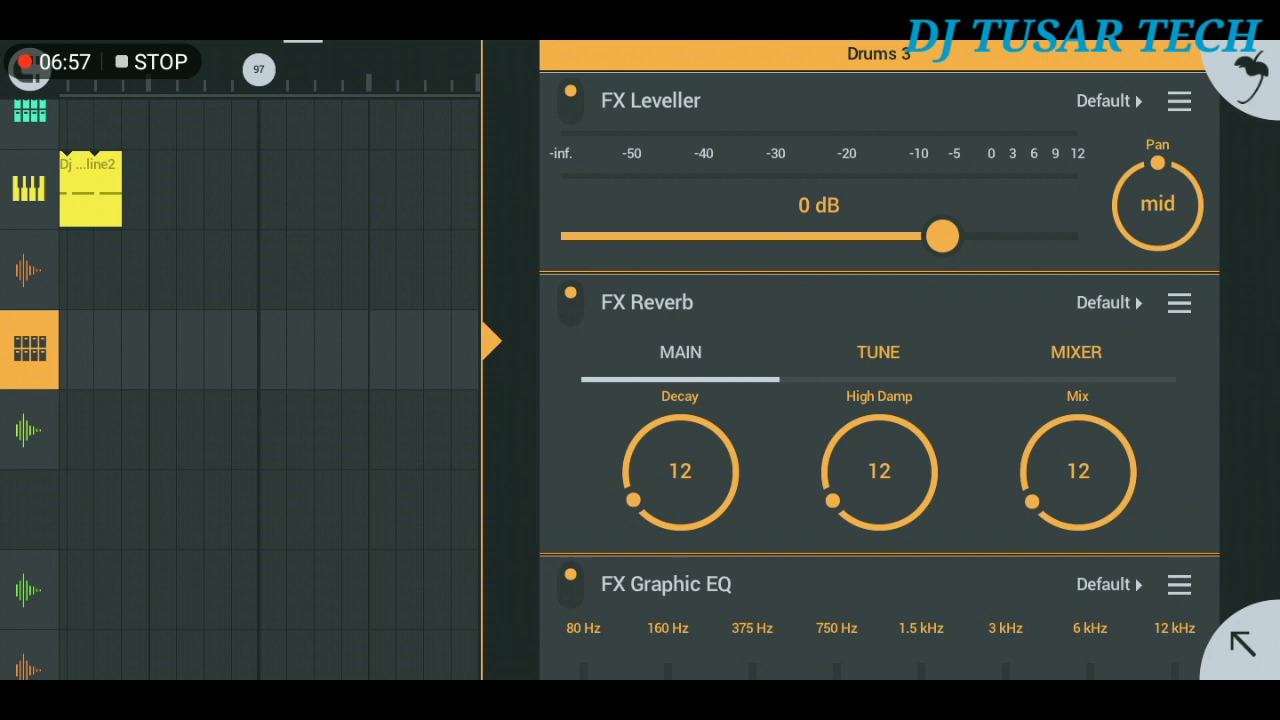 DJ TUSAR TECH
06:57 STOP
97
Dj ...line2
Drums 3
FX Leveller
Default
-inf. -50 -40 -30 -20 -10 -5 0 3 6 9 12
Pan
mid
0 dB
FX Reverb
Default
MAIN TUNE MIXER
Decay High Damp Mix
12 12 12
FX Graphic EQ
Default
80 Hz 160 Hz 375 Hz 750 Hz 1.5 kHz 3 kHz 6 kHz 12 kHz